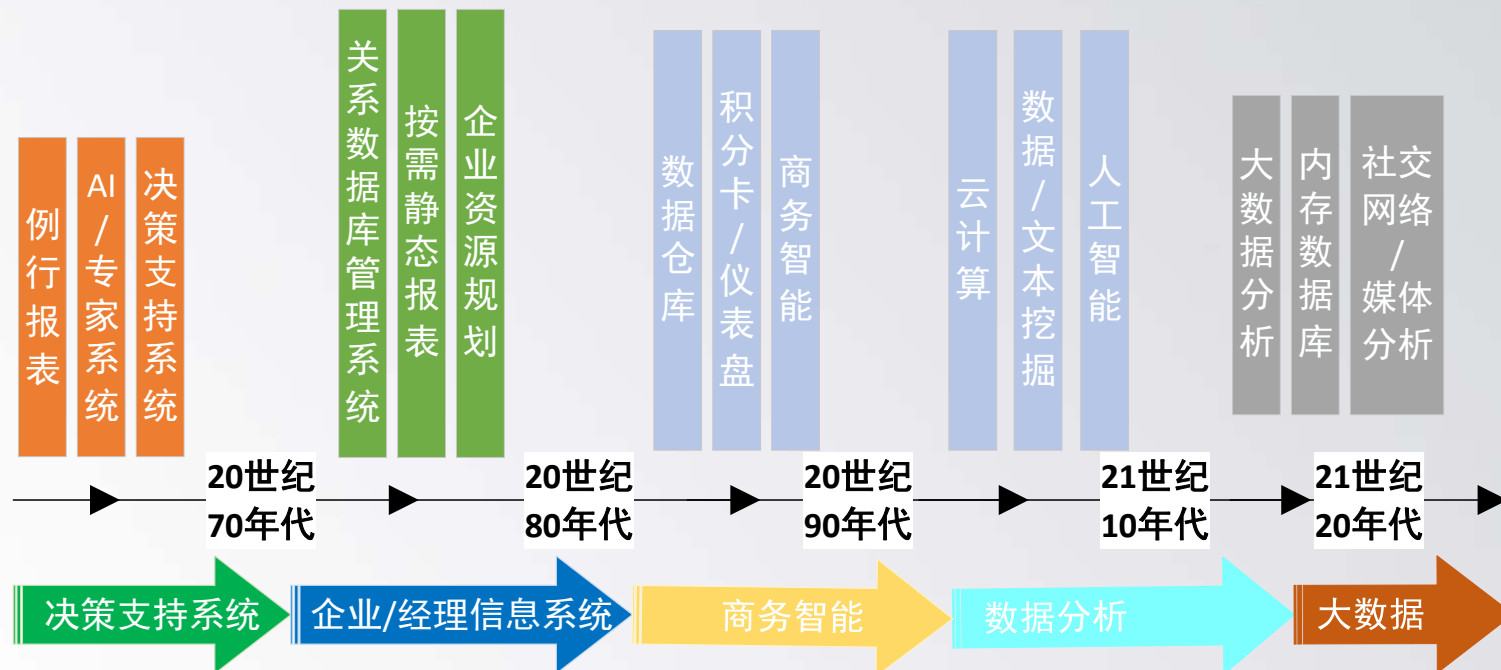 例行报表
AI/专家系统
决策支持系统
关系数据库管理系统
按需静态报表
企业资源规划
数据仓库
积分卡/仪表盘
商务智能
云计算
数据/文本挖掘
人工智能
大数据分析
内存数据库
社交
网络
/
媒体
分析
20世纪
70年代
20世纪
80年代
20世纪
90年代
21世纪
10年代
21世纪
20年代
决策支持系统
企业/经理信息系统
商务智能
数据分析
大数据